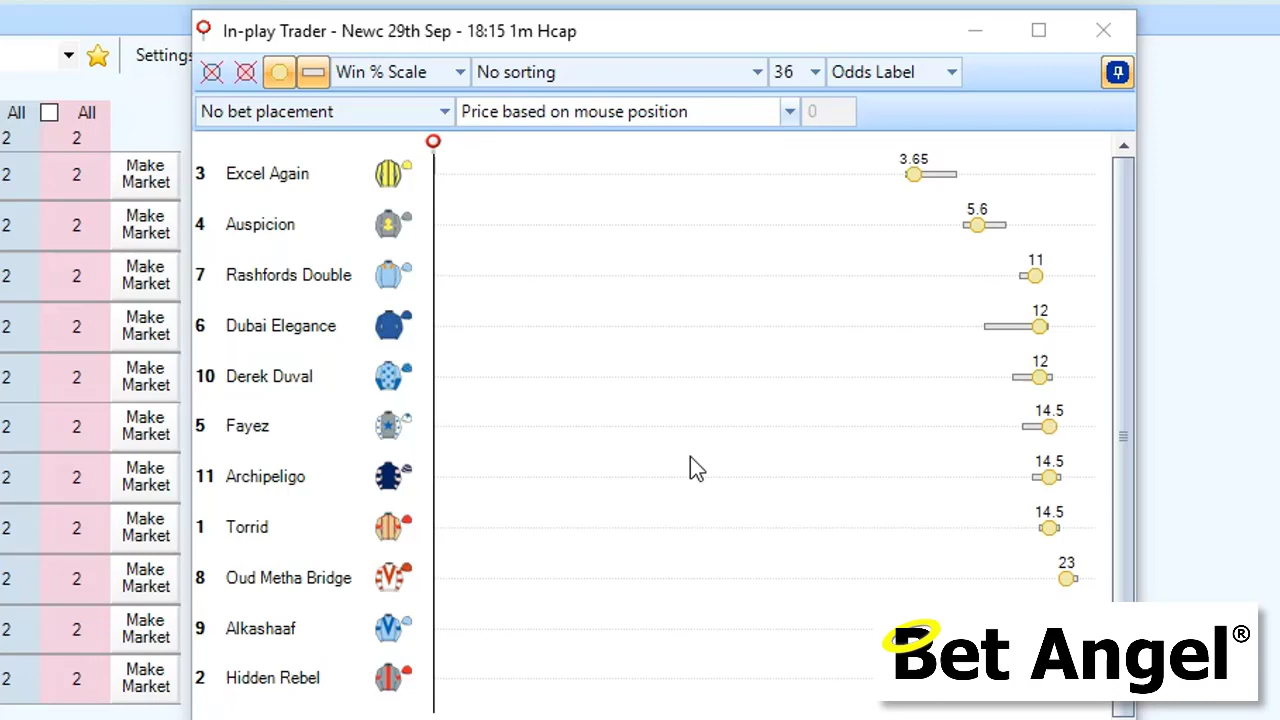 In-play Trader - Newc 29th Sep - 18:15 1m Hcap
Settings
Win % Scale No sorting 36 Odds Label
No bet placement Price based on mouse position 0
All All
2 2
2 2 Make Market 3 Excel Again 3.65
2 2 Make Market 4 Auspicion 5.6
2 2 Make Market 7 Rashfords Double 11
2 2 Make Market 6 Dubai Elegance 12
2 2 Make Market 10 Derek Duval 12
2 2 Make Market 5 Fayez 14.5
2 2 Make Market 11 Archipeligo 14.5
2 2 Make Market 1 Torrid 14.5
2 2 Make Market 8 Oud Metha Bridge 23
2 2 Make Market 9 Alkashaaf
2 2 Make Market 2 Hidden Rebel
Bet Angel®